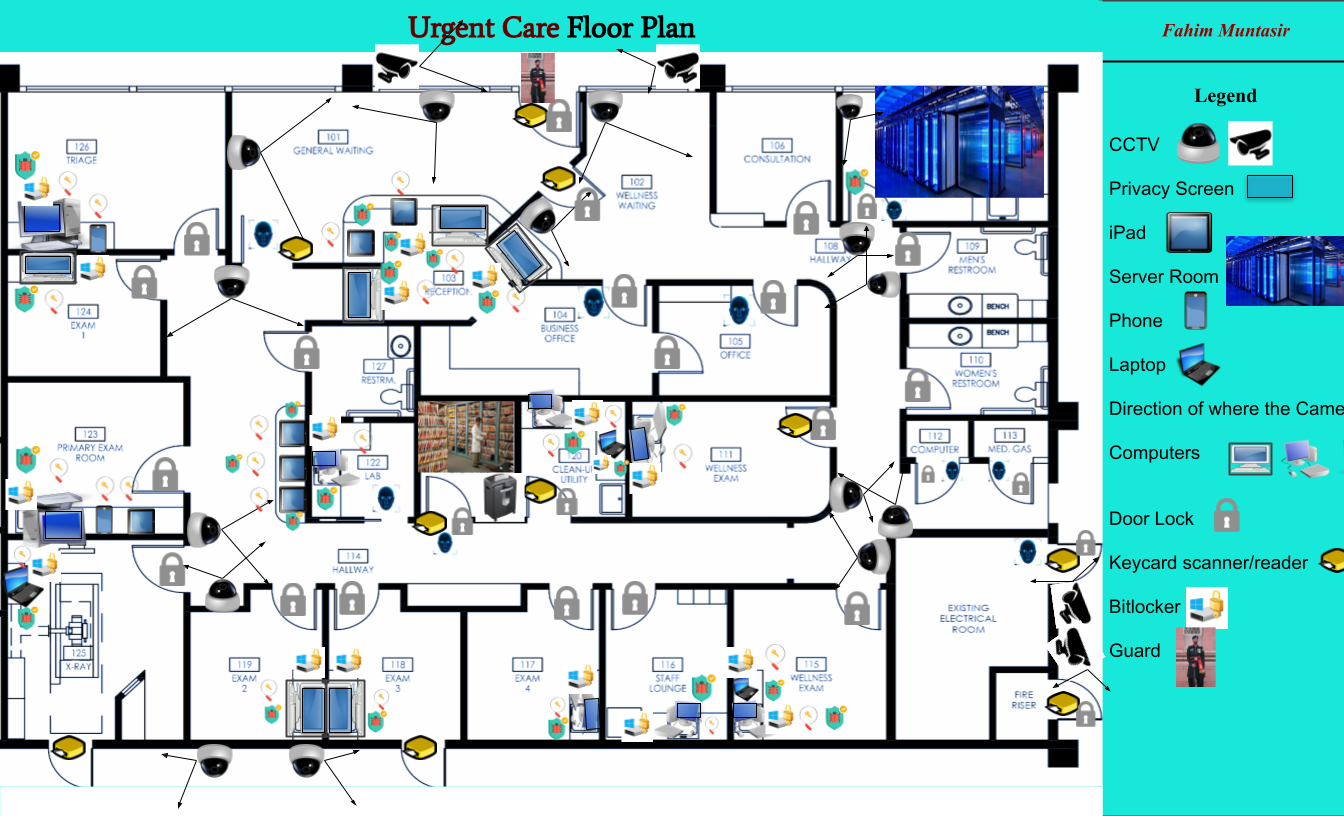 Urgent Care Floor Plan
Fahim Muntasir
Legend
CCTV
Privacy Screen
iPad
Server Room
Phone
Laptop
Direction of where the Came
Computers
Door Lock
Keycard scanner/reader
Bitlocker
Guard
126
TRIAGE
101
GENERAL WAITING
102
WELLNESS
WAITING
106
CONSULTATION
108
HALLWAY
109
MEN'S
RESTROOM
BENCH
BENCH
110
WOMEN'S
RESTROOM
103
RECEPTION
124
EXAM
1
104
BUSINESS
OFFICE
105
OFFICE
127
RESTRM.
123
PRIMARY EXAM
ROOM
122
LAB
CLEAN-U
UTILITY
111
WELLNESS
EXAM
112
COMPUTER
113
MED. GAS
114
HALLWAY
EXISTING
ELECTRICAL
ROOM
125
X-RAY
119
EXAM
2
118
EXAM
3
117
EXAM
4
116
STAFF
LOUNGE
115
WELLNESS
EXAM
FIRE
RISER